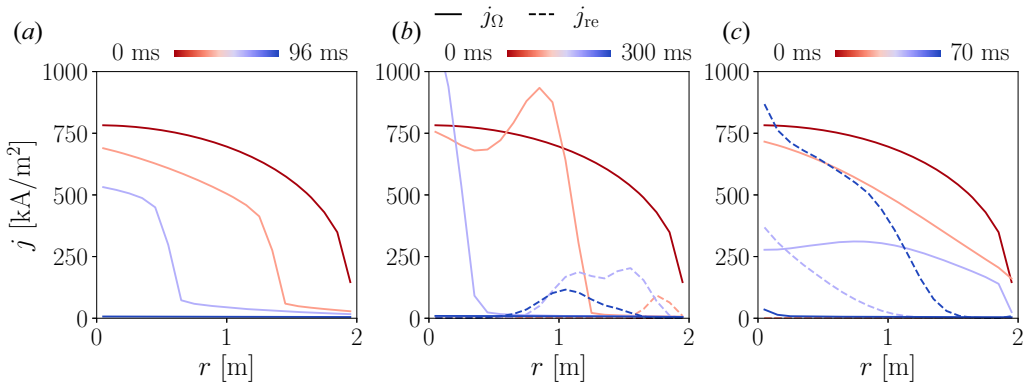 j_Ω j_re
(a) (b) (c)
0 ms 96 ms 0 ms 300 ms 0 ms 70 ms
1000 1000 1000
750 750 750
500 500 500
250 250 250
0 0 0
0 1 2 0 1 2 0 1 2
j [kA/m²]
r [m] r [m] r [m]